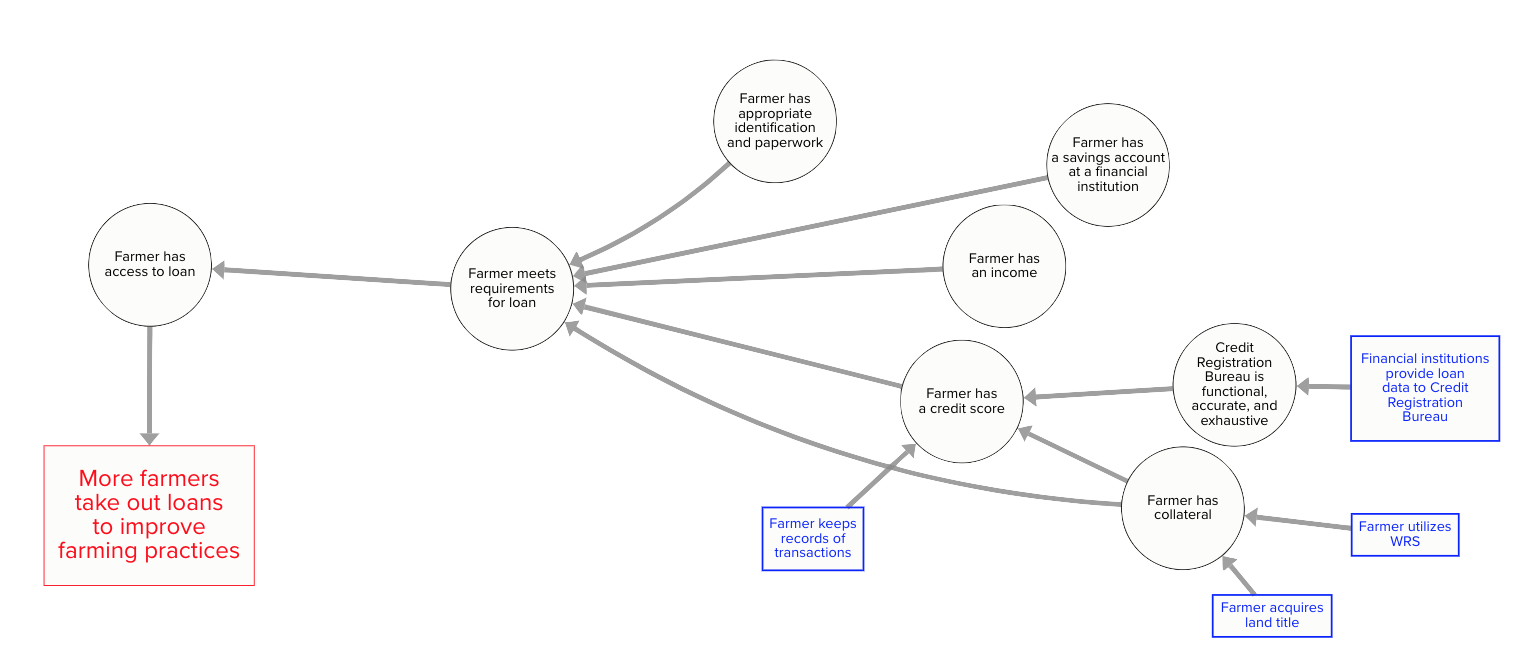 Farmer has
appropriate
identification
and paperwork
Farmer has
a savings account
at a financial
institution
Farmer has
access to loan
Farmer meets
requirements
for loan
Farmer has
an income
Credit
Registration
Bureau is
functional,
accurate, and
exhaustive
Financial institutions
provide loan
data to Credit
Registration
Bureau
Farmer has
a credit score
More farmers
take out loans
to improve
farming practices
Farmer has
collateral
Farmer keeps
records of
transactions
Farmer utilizes
WRS
Farmer acquires
land title